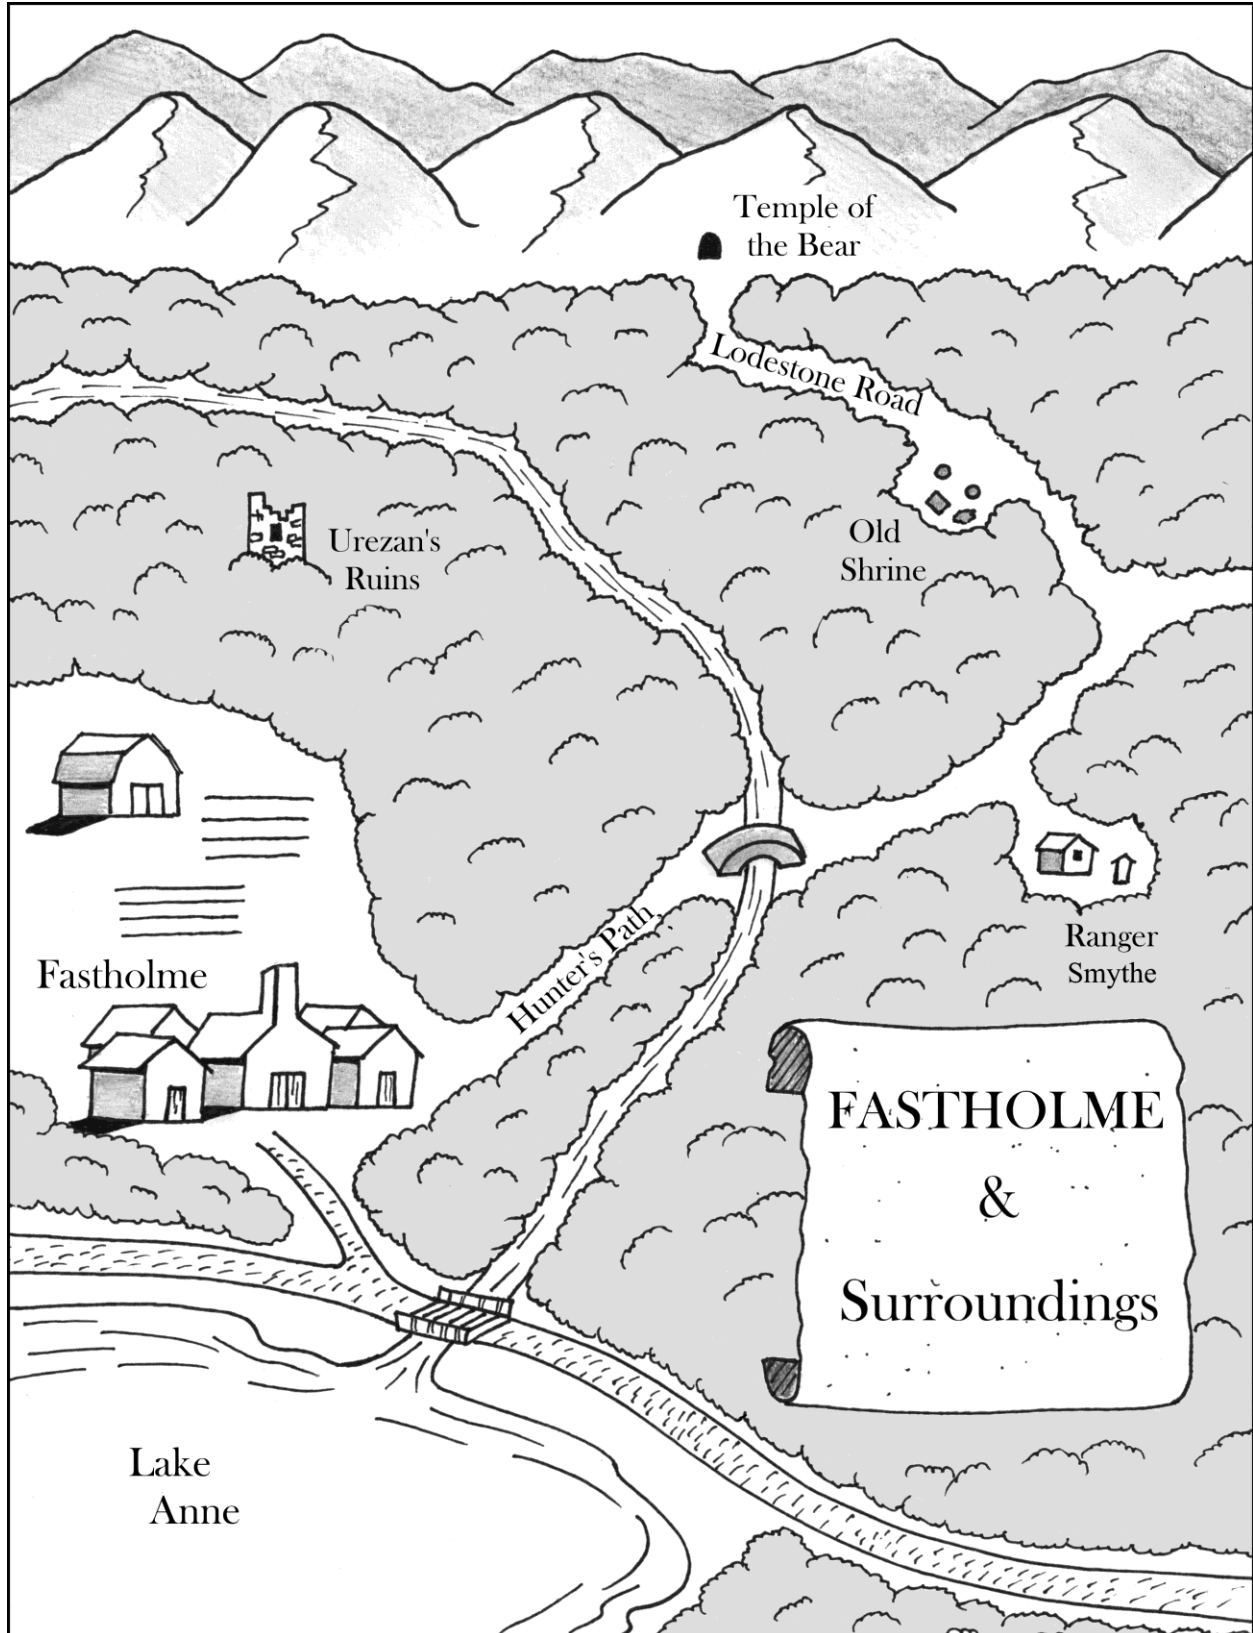 Temple of
the Bear
Lodestone Road
Urezan's
Ruins
Old
Shrine
Hunter's Path
Ranger
Smythe
Fastholme
FASTHOLME
&
Surroundings
Lake
Anne